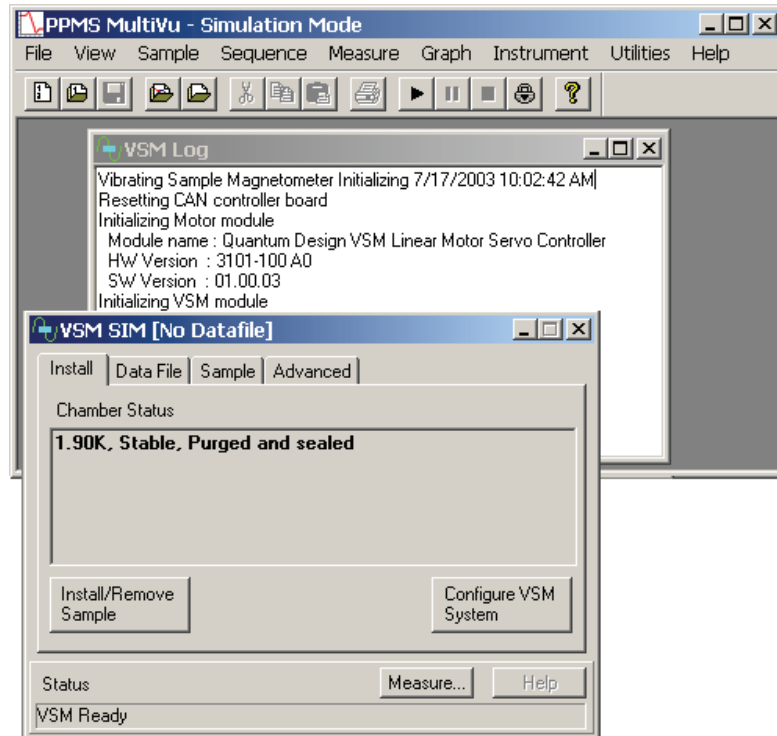 PPMS MultiVu - Simulation Mode
File View Sample Sequence Measure Graph Instrument Utilities Help
VSM Log
Vibrating Sample Magnetometer Initializing 7/17/2003 10:02:42 AM
Resetting CAN controller board
Initializing Motor module
Module name : Quantum Design VSM Linear Motor Servo Controller
HW Version : 3101-100 A0
SW Version : 01.00.03
Initializing VSM module
VSM SIM [No Datafile]
Install Data File Sample Advanced
Chamber Status
1.90K, Stable, Purged and sealed
Install/Remove Sample
Configure VSM System
Status
Measure... Help
VSM Ready